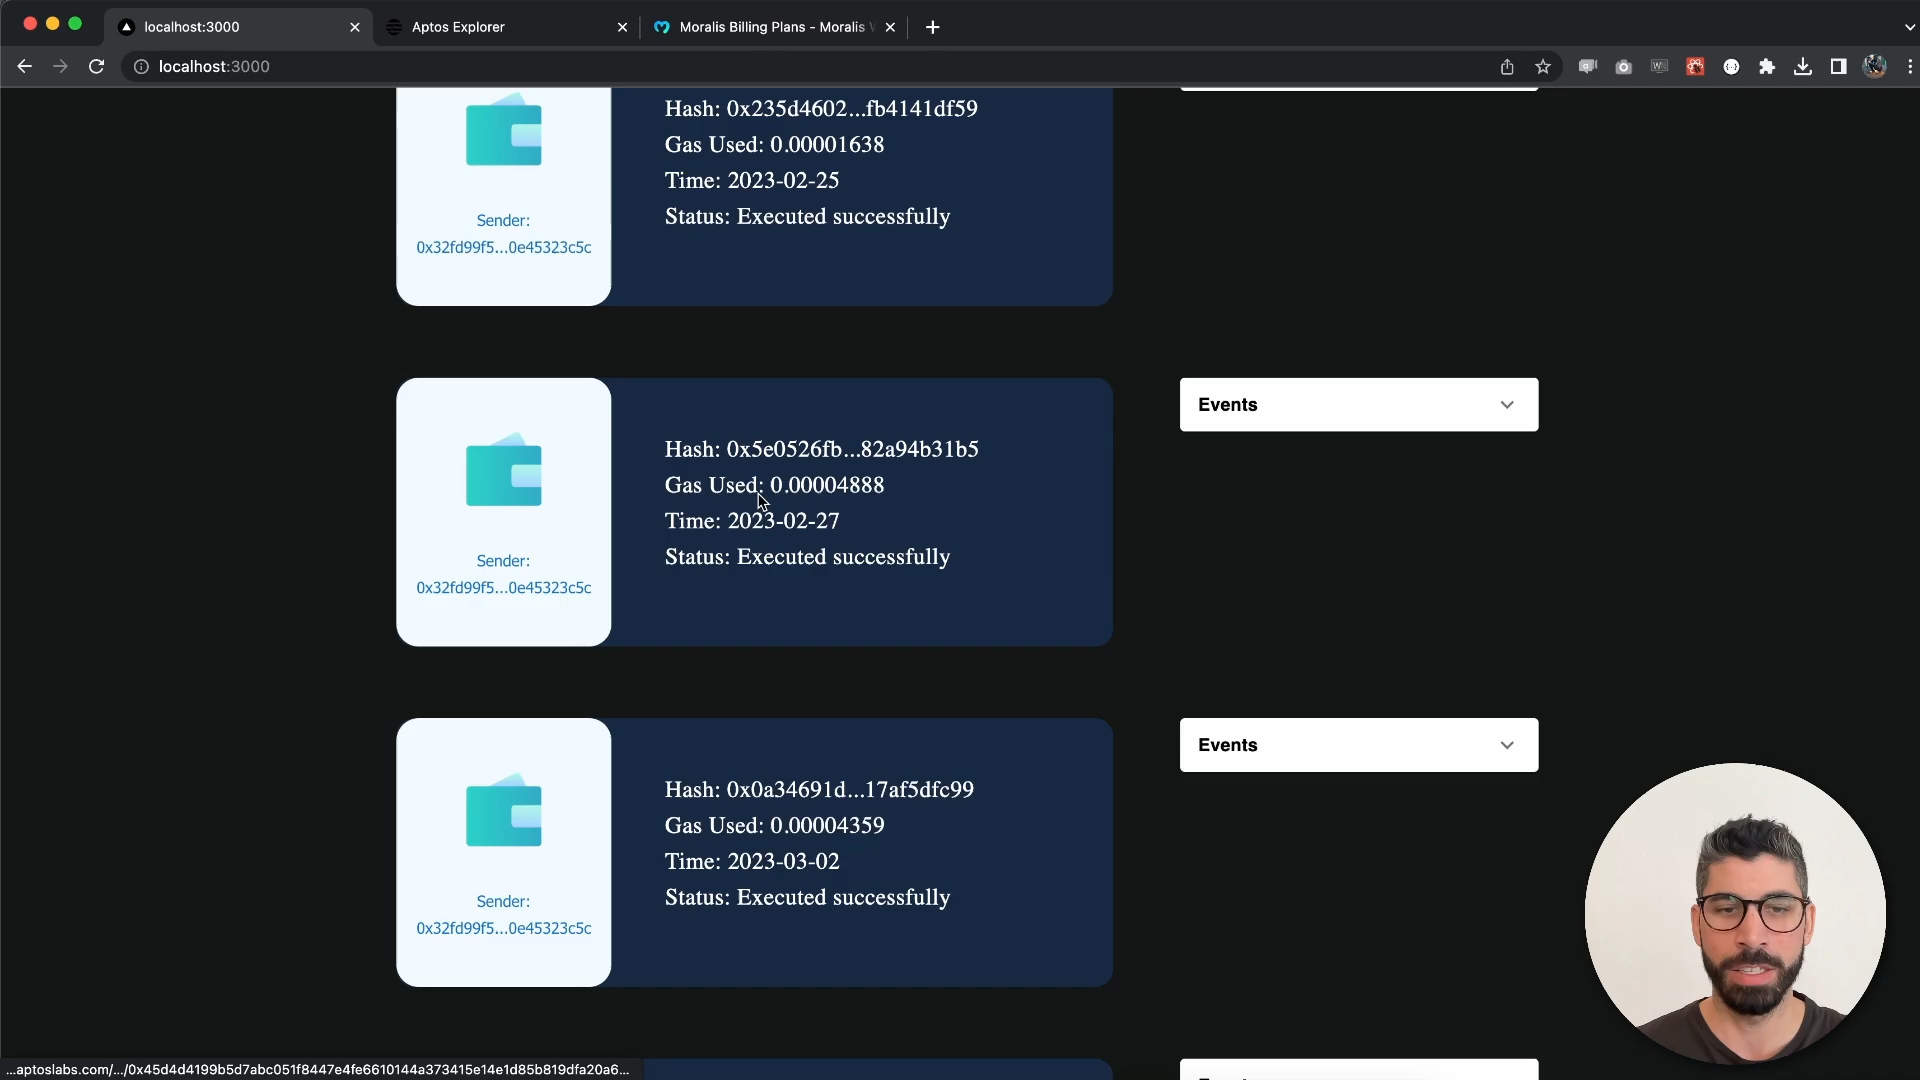 localhost:3000
Aptos Explorer
Moralis Billing Plans - Moralis
localhost:3000
Hash: 0x235d4602...fb4141df59
Gas Used: 0.00001638
Time: 2023-02-25
Status: Executed successfully
Sender:
0x32fd99f5...0e45323c5c
Events
Hash: 0x5e0526fb...82a94b31b5
Gas Used: 0.00004888
Time: 2023-02-27
Status: Executed successfully
Sender:
0x32fd99f5...0e45323c5c
Events
Hash: 0x0a34691d...17af5dfc99
Gas Used: 0.00004359
Time: 2023-03-02
Status: Executed successfully
Sender:
0x32fd99f5...0e45323c5c
...aptoslabs.com/.../0x45d4d4199b5d7abc051f8447e4fe6610144a373415e14e1d85b819dfa20a6...